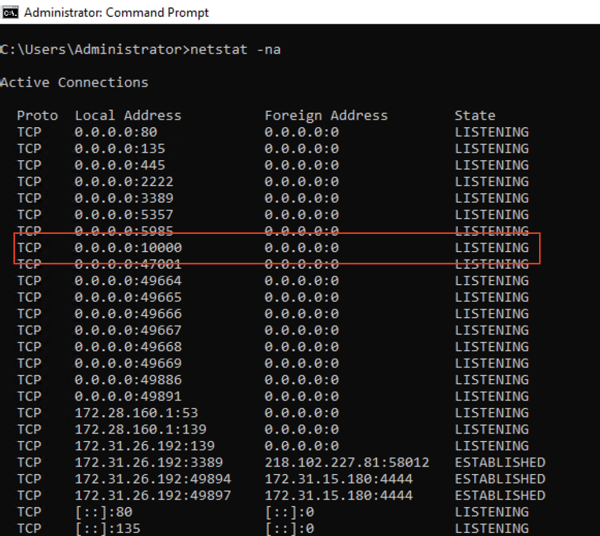 Administrator: Command Prompt
C:\Users\Administrator>netstat -na
Active Connections
Proto Local Address Foreign Address State
TCP 0.0.0.0:80 0.0.0.0:0 LISTENING
TCP 0.0.0.0:135 0.0.0.0:0 LISTENING
TCP 0.0.0.0:445 0.0.0.0:0 LISTENING
TCP 0.0.0.0:2222 0.0.0.0:0 LISTENING
TCP 0.0.0.0:3389 0.0.0.0:0 LISTENING
TCP 0.0.0.0:5357 0.0.0.0:0 LISTENING
TCP 0.0.0.0:5985 0.0.0.0:0 LISTENING
TCP 0.0.0.0:10000 0.0.0.0:0 LISTENING
TCP 0.0.0.0:47001 0.0.0.0:0 LISTENING
TCP 0.0.0.0:49664 0.0.0.0:0 LISTENING
TCP 0.0.0.0:49665 0.0.0.0:0 LISTENING
TCP 0.0.0.0:49666 0.0.0.0:0 LISTENING
TCP 0.0.0.0:49667 0.0.0.0:0 LISTENING
TCP 0.0.0.0:49668 0.0.0.0:0 LISTENING
TCP 0.0.0.0:49669 0.0.0.0:0 LISTENING
TCP 0.0.0.0:49886 0.0.0.0:0 LISTENING
TCP 0.0.0.0:49891 0.0.0.0:0 LISTENING
TCP 172.28.160.1:53 0.0.0.0:0 LISTENING
TCP 172.28.160.1:139 0.0.0.0:0 LISTENING
TCP 172.31.26.192:139 0.0.0.0:0 LISTENING
TCP 172.31.26.192:3389 218.102.227.81:58012 ESTABLISHED
TCP 172.31.26.192:49894 172.31.15.180:4444 ESTABLISHED
TCP 172.31.26.192:49897 172.31.15.180:4444 ESTABLISHED
TCP [::]:80 [::]:0 LISTENING
TCP [::]:135 [::]:0 LISTENING